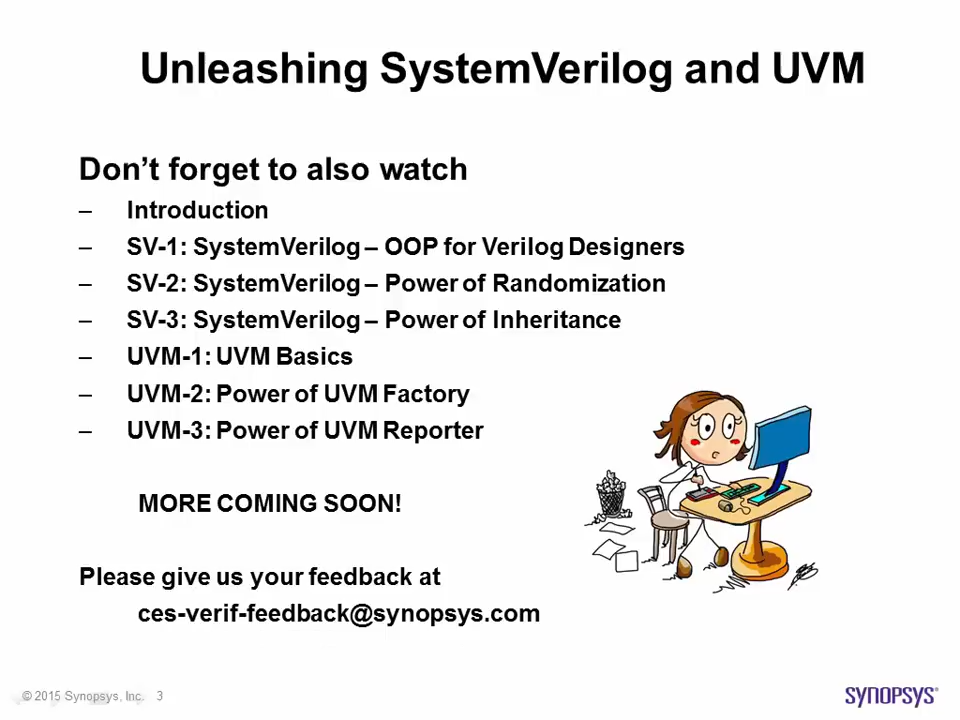 Unleashing SystemVerilog and UVM
Don’t forget to also watch
– Introduction
– SV-1: SystemVerilog – OOP for Verilog Designers
– SV-2: SystemVerilog – Power of Randomization
– SV-3: SystemVerilog – Power of Inheritance
– UVM-1: UVM Basics
– UVM-2: Power of UVM Factory
– UVM-3: Power of UVM Reporter
MORE COMING SOON!
Please give us your feedback at
ces-verif-feedback@synopsys.com
© 2015 Synopsys, Inc. 3
SYNOPSYS®